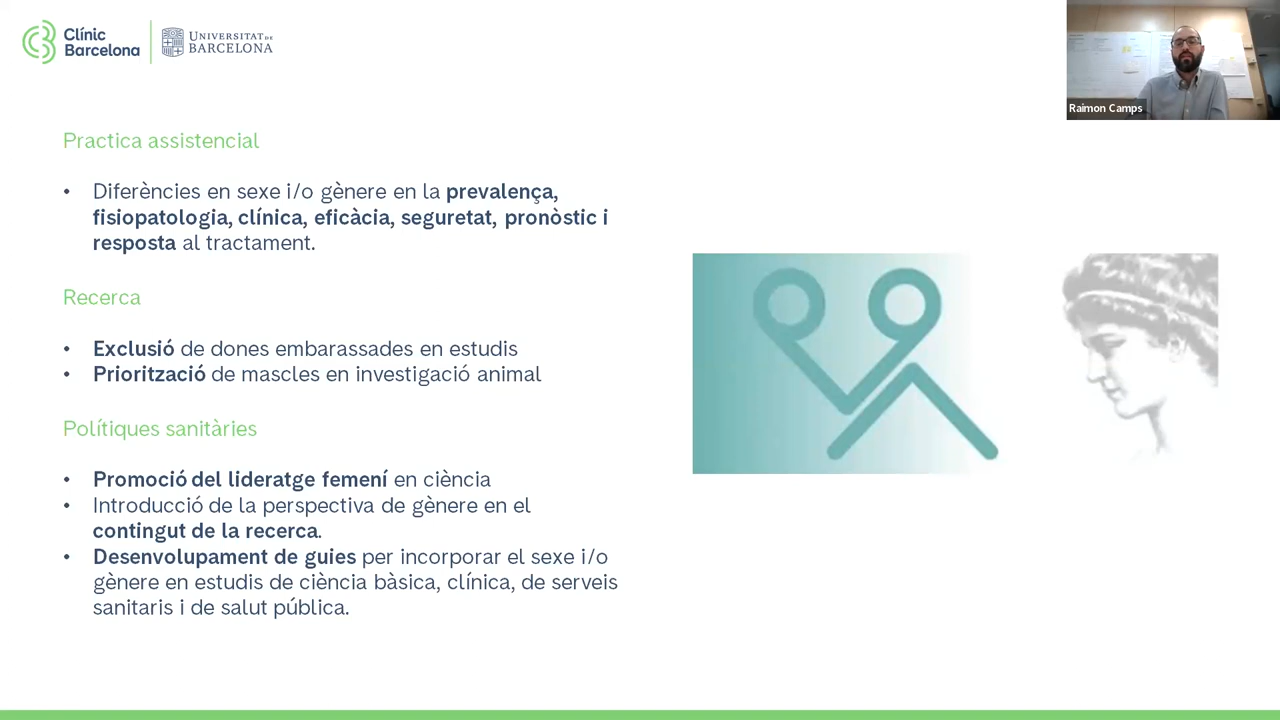 Clínic
Barcelona
UNIVERSITAT DE
BARCELONA
Raimon Camps
Practica assistencial
• Diferències en sexe i/o gènere en la prevalença,
fisiopatologia, clínica, eficàcia, seguretat, pronòstic i
resposta al tractament.
Recerca
• Exclusió de dones embarassades en estudis
• Priorització de mascles en investigació animal
Polítiques sanitàries
• Promoció del lideratge femení en ciència
• Introducció de la perspectiva de gènere en el
contingut de la recerca.
• Desenvolupament de guies per incorporar el sexe i/o
gènere en estudis de ciència bàsica, clínica, de serveis
sanitaris i de salut pública.